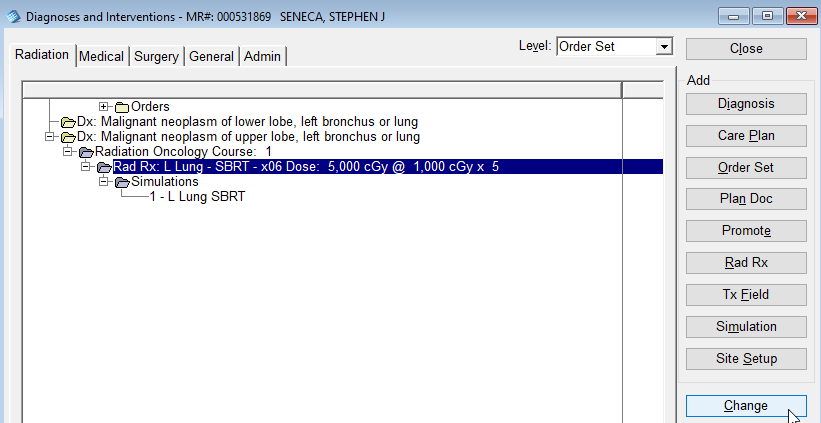 Diagnoses and Interventions - MR#: 000531869 SENECA, STEPHEN J
Radiation Medical Surgery General Admin
Level: Order Set
Close
Orders
Dx: Malignant neoplasm of lower lobe, left bronchus or lung
Dx: Malignant neoplasm of upper lobe, left bronchus or lung
Radiation Oncology Course: 1
Rad Rx: L Lung - SBRT - x06 Dose: 5,000 cGy @ 1,000 cGy x 5
Simulations
1 - L Lung SBRT
Add
Diagnosis
Care Plan
Order Set
Plan Doc
Promote
Rad Rx
Tx Field
Simulation
Site Setup
Change